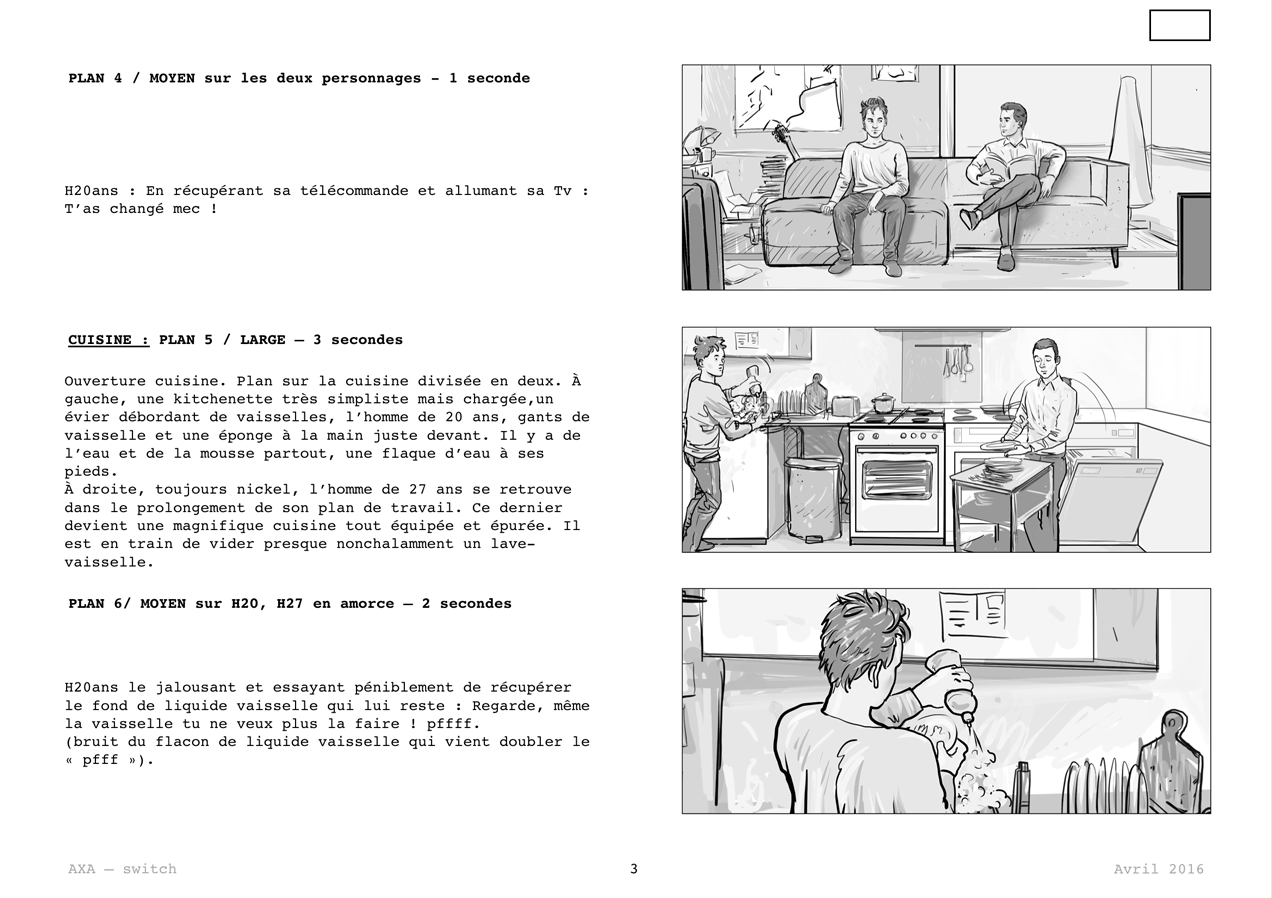 PLAN 4 / MOYEN sur les deux personnages - 1 seconde
H20ans : En récupérant sa télécommande et allumant sa Tv :
T’as changé mec !
CUISINE : PLAN 5 / LARGE – 3 secondes
Ouverture cuisine. Plan sur la cuisine divisée en deux. À
gauche, une kitchenette très simpliste mais chargée,un
évier débordant de vaisselles, l’homme de 20 ans, gants de
vaisselle et une éponge à la main juste devant. Il y a de
l’eau et de la mousse partout, une flaque d’eau à ses
pieds.
À droite, toujours nickel, l’homme de 27 ans se retrouve
dans le prolongement de son plan de travail. Ce dernier
devient une magnifique cuisine tout équipée et épurée. Il
est en train de vider presque nonchalamment un lave-
vaisselle.
PLAN 6/ MOYEN sur H20, H27 en amorce – 2 secondes
H20ans le jalousant et essayant péniblement de récupérer
le fond de liquide vaisselle qui lui reste : Regarde, même
la vaisselle tu ne veux plus la faire ! pffff.
(bruit du flacon de liquide vaisselle qui vient doubler le
« pfff »).
AXA – switch
3
Avril 2016